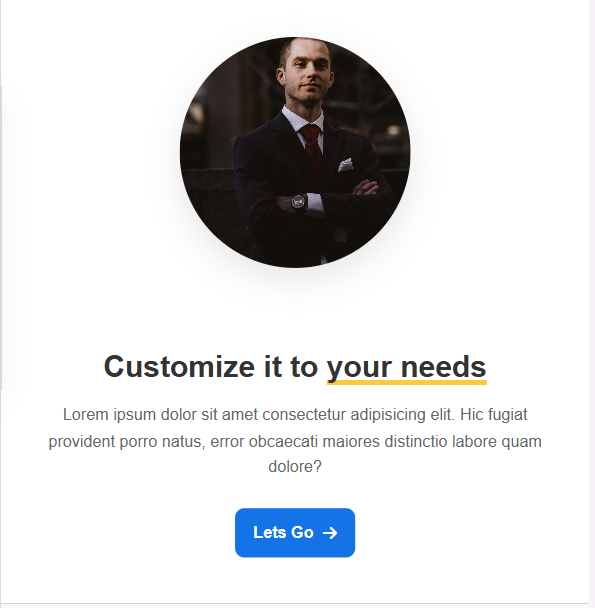 Customize it to your needs
Lorem ipsum dolor sit amet consectetur adipisicing elit. Hic fugiat
provident porro natus, error obcaecati maiores distinctio labore quam
dolore?
Lets Go →